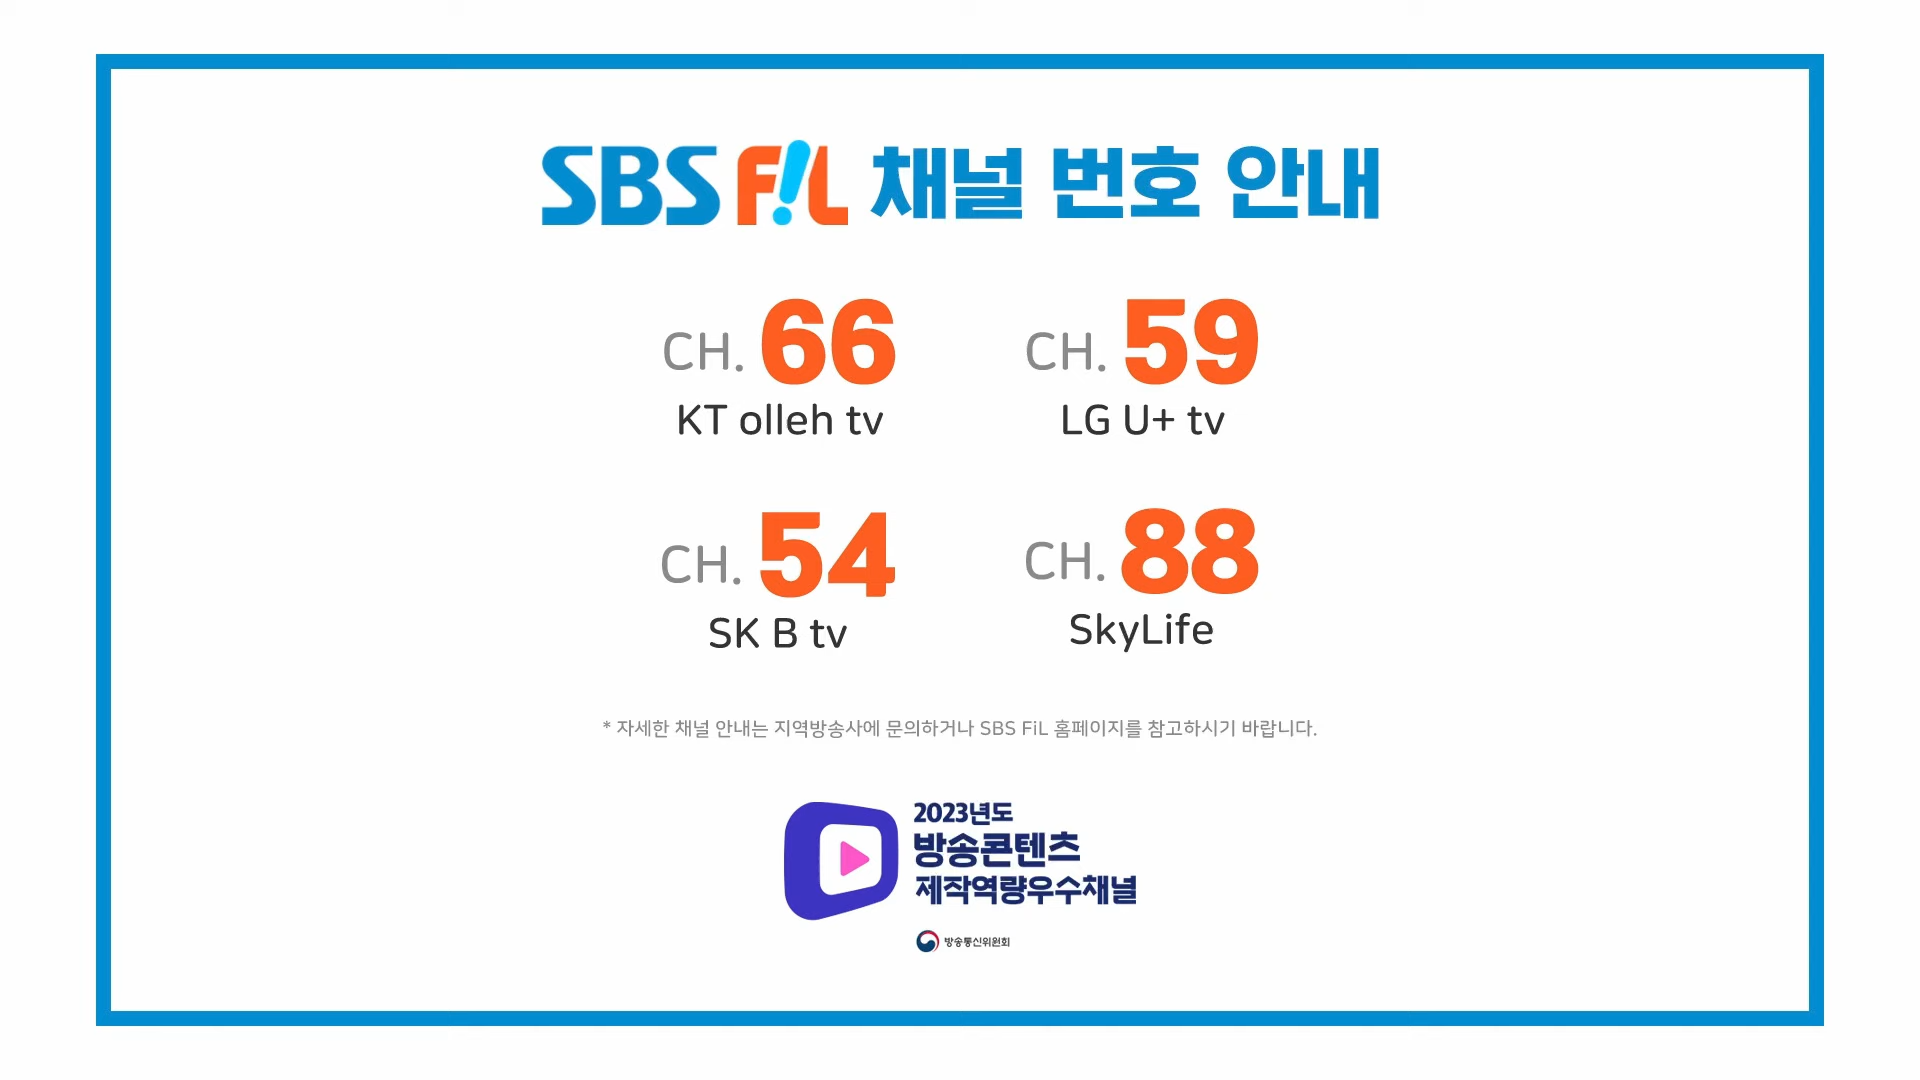 SBS F!L 채널 번호 안내
CH. 66
KT olleh tv
CH. 59
LG U+ tv
CH. 54
SK B tv
CH. 88
SkyLife
* 자세한 채널 안내는 지역방송사에 문의하거나 SBS FiL 홈페이지를 참고하시기 바랍니다.
2023년도
방송콘텐츠
제작역량우수채널
방송통신위원회